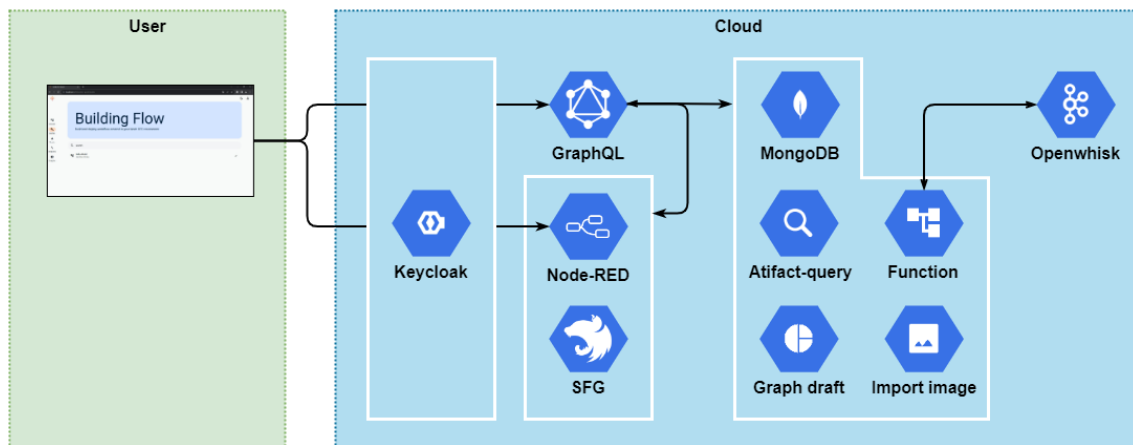 User
Cloud
Building Flow
GraphQL
MongoDB
Openwhisk
Keycloak
Node-RED
Atifact-query
Function
SFG
Graph draft
Import image